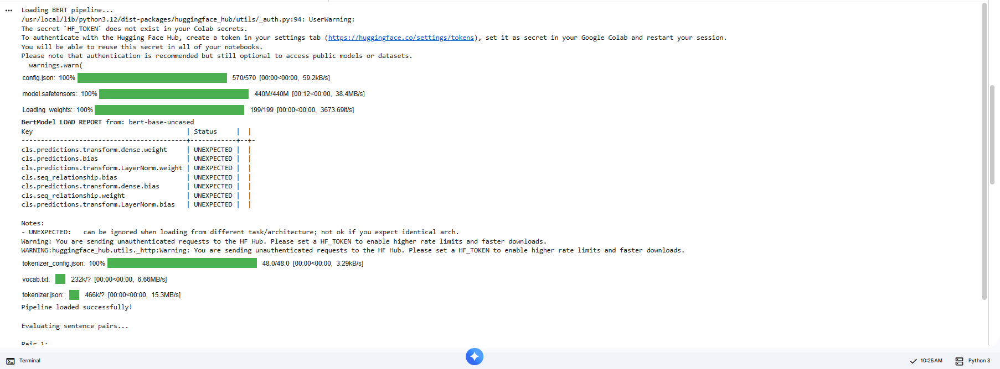 Loading BERT pipeline...
/usr/local/lib/python3.12/dist-packages/huggingface_hub/utils/_auth.py:94: UserWarning:
The secret `HF_TOKEN` does not exist in your Colab secrets.
To authenticate with the Hugging Face Hub, create a token in your settings tab (https://huggingface.co/settings/tokens), set it as secret in your Google Colab and restart your session.
You will be able to reuse this secret in all of your notebooks.
Please note that authentication is recommended but still optional to access public models or datasets.
  warnings.warn(
config.json: 100% 570/570 [00:00<00:00, 59.2kB/s]
model.safetensors: 100% 440M/440M [00:12<00:00, 38.4MB/s]
Loading weights: 100% 199/199 [00:00<00:00, 3673.69it/s]
BertModel LOAD REPORT from: bert-base-uncased
Key                                        | Status     |  |
-------------------------------------------+------------+--+-
cls.predictions.transform.dense.weight     | UNEXPECTED |  |
cls.predictions.bias                       | UNEXPECTED |  |
cls.predictions.transform.LayerNorm.weight | UNEXPECTED |  |
cls.seq_relationship.bias                  | UNEXPECTED |  |
cls.predictions.transform.dense.bias       | UNEXPECTED |  |
cls.seq_relationship.weight                | UNEXPECTED |  |
cls.predictions.transform.LayerNorm.bias   | UNEXPECTED |  |
Notes:
- UNEXPECTED:	can be ignored when loading from different task/architecture; not ok if you expect identical arch.
Warning: You are sending unauthenticated requests to the HF Hub. Please set a HF_TOKEN to enable higher rate limits and faster downloads.
WARNING:huggingface_hub.utils._http:Warning: You are sending unauthenticated requests to the HF Hub. Please set a HF_TOKEN to enable higher rate limits and faster downloads.
tokenizer_config.json: 100% 48.0/48.0 [00:00<00:00, 3.29kB/s]
vocab.txt: 232k/? [00:00<00:00, 6.66MB/s]
tokenizer.json: 466k/? [00:00<00:00, 15.3MB/s]
Pipeline loaded successfully!
Evaluating sentence pairs...
Pair 1:
Terminal
10:25AM
Python 3